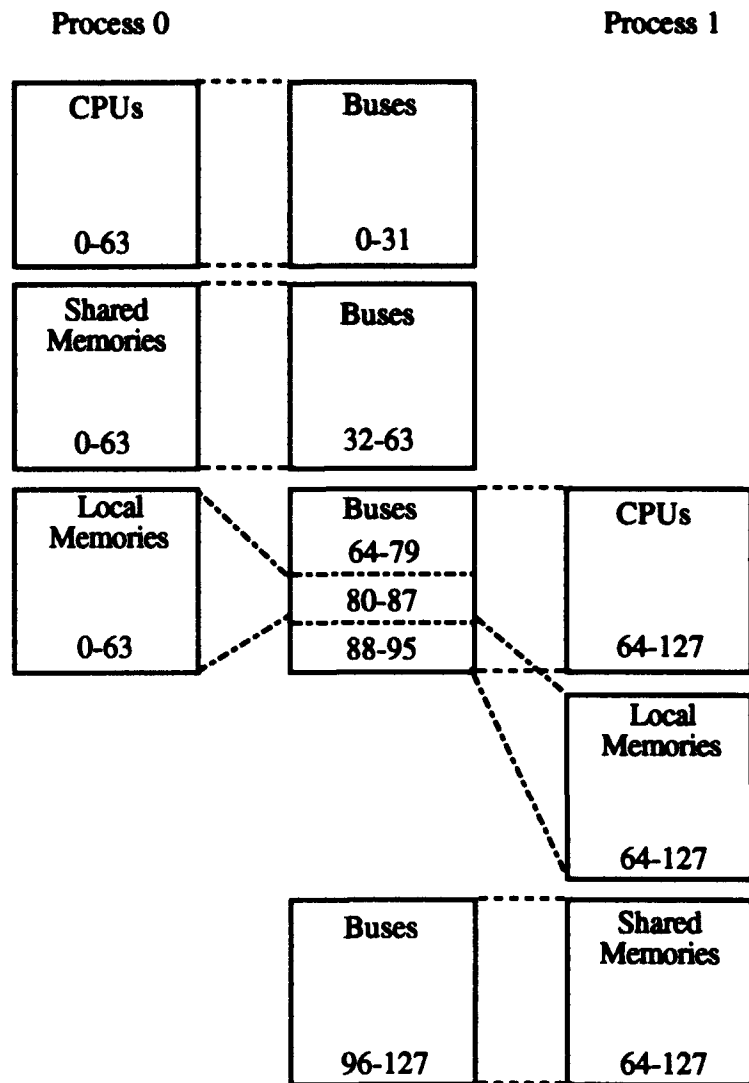 Process 0
Process 1
CPUs
0-63
Buses
0-31
Shared
Memories
0-63
Buses
32-63
Local
Memories
0-63
Buses
64-79
80-87
88-95
CPUs
64-127
Local
Memories
64-127
Buses
96-127
Shared
Memories
64-127